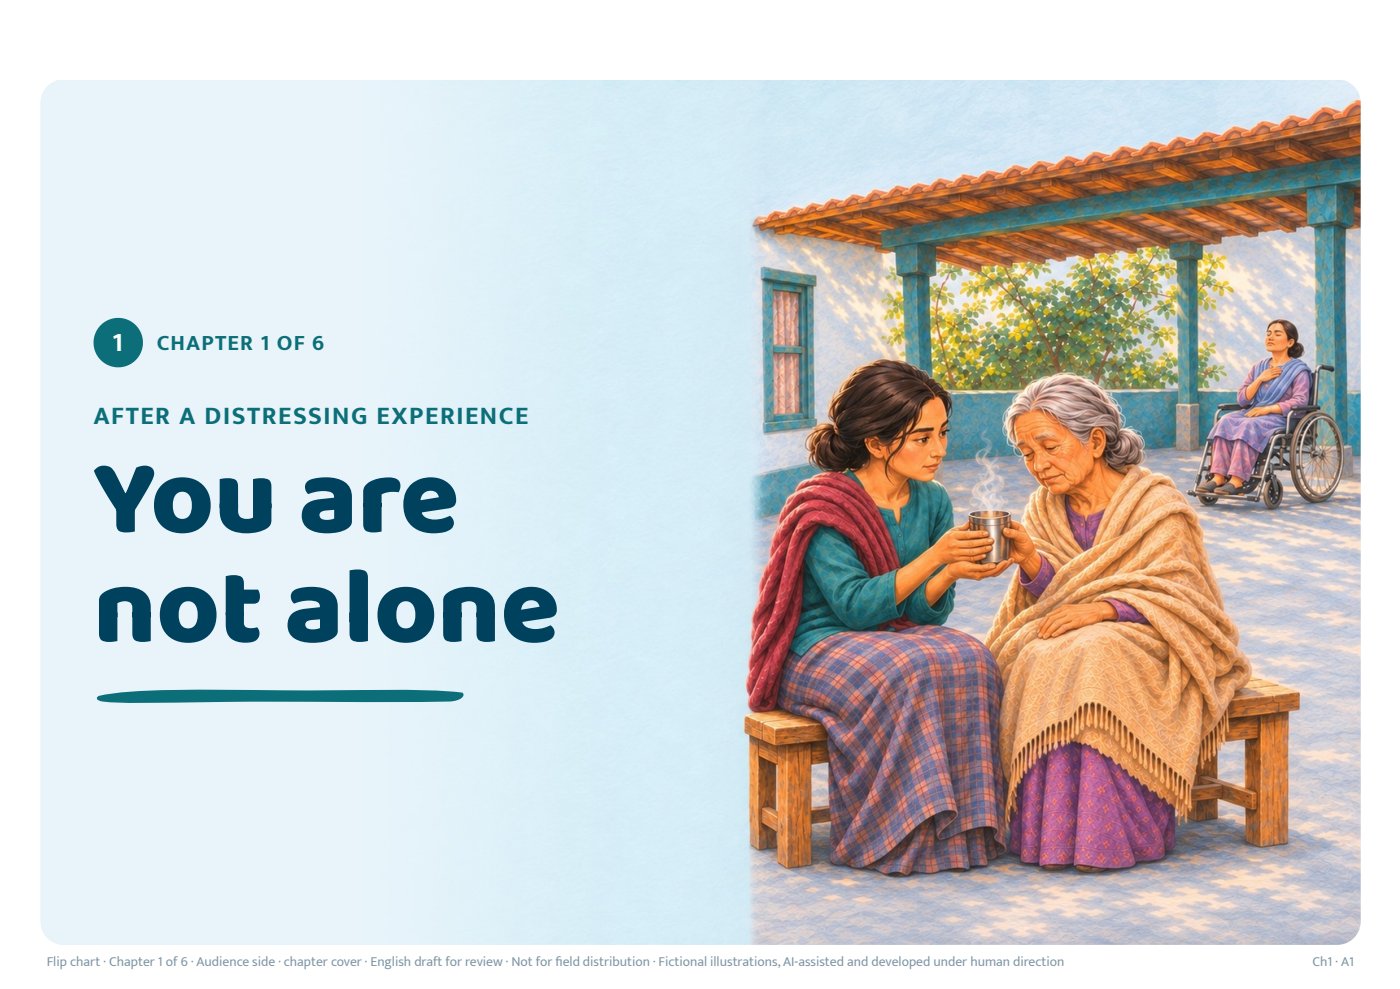 1 CHAPTER 1 OF 6
AFTER A DISTRESSING EXPERIENCE
You are
not alone
Flip chart · Chapter 1 of 6 · Audience side · chapter cover · English draft for review · Not for field distribution · Fictional illustrations, AI-assisted and developed under human direction
Ch1 · A1